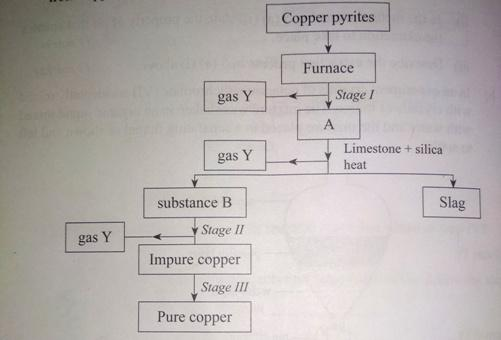 Copper pyrites
Furnace
gas Y
Stage I
A
gas Y
Limestone + silica
heat
substance B
Slag
gas Y
Stage II
Impure copper
Stage III
Pure copper